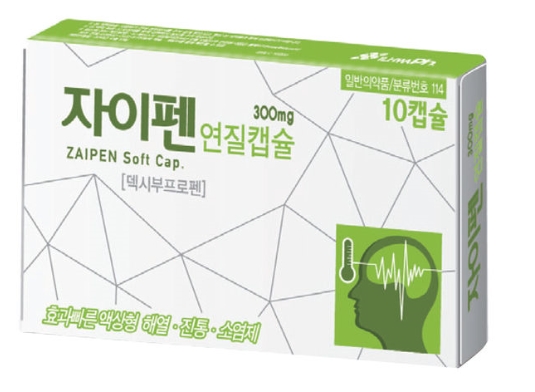 일반의약품/분류번호 114
10캡슐
300mg
자이펜 연질캡슐
ZAIPEN Soft Cap.
[덱시부프로펜]
효과빠른 액상형 해열·진통·소염제
자이펜
300mg